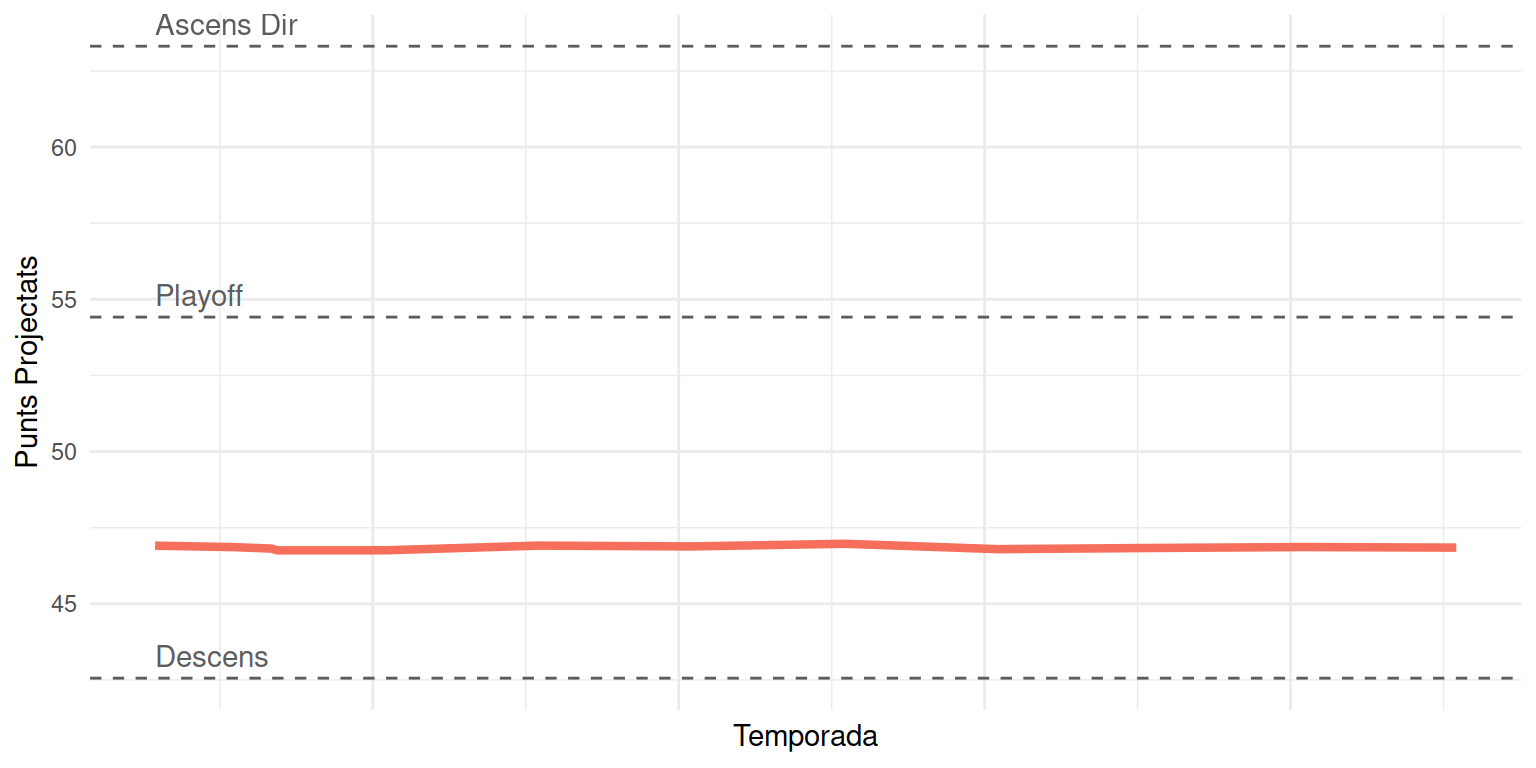 Ascens Dir
60
Playoff
55
50
45
Descens
Punts Projectats
Temporada